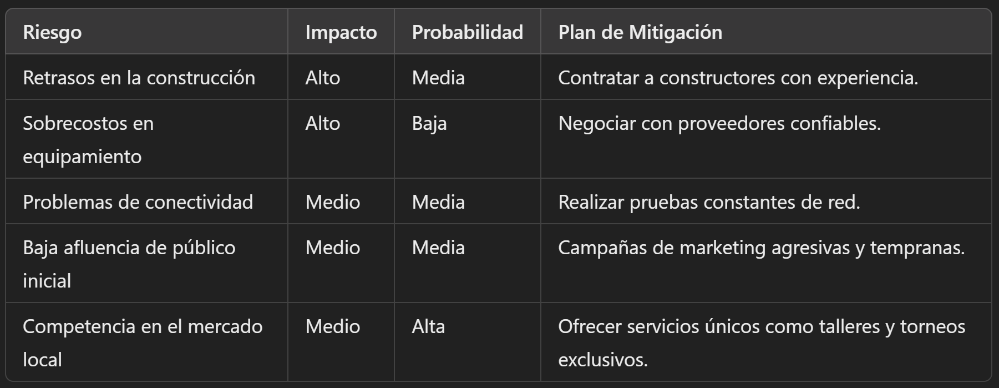 Riesgo Impacto Probabilidad Plan de Mitigación
Retrasos en la construcción Alto Media Contratar a constructores con experiencia.
Sobrecostos en Alto Baja Negociar con proveedores confiables.
equipamiento
Problemas de conectividad Medio Media Realizar pruebas constantes de red.
Baja afluencia de público Medio Media Campañas de marketing agresivas y tempranas.
inicial
Competencia en el mercado Medio Alta Ofrecer servicios únicos como talleres y torneos
local exclusivos.